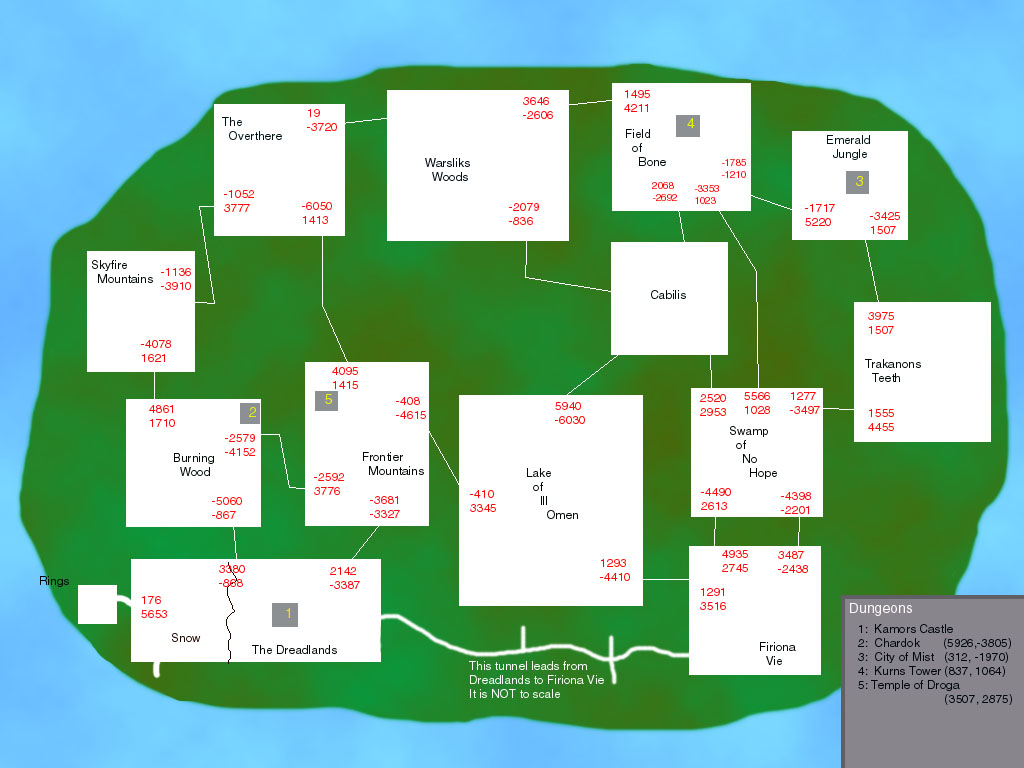 The
Overthere
19
-3720
-1052
3777
-6050
1413
Warsliks
Woods
3646
-2606
-2079
-836
1495
4211
4
Field
of
Bone
-1785
-1210
2068
-2692
-3353
1023
Emerald
Jungle
3
-1717
5220
-3425
1507
Skyfire
Mountains
-1136
-3910
-4078
1621
Cabilis
3975
1507
Trakanons
Teeth
1555
4455
4861
1710
2
-2579
-4152
Burning
Wood
-5060
-867
4095
1415
5
-408
-4615
Frontier
Mountains
-2592
3776
-3681
-3327
5940
-6030
Lake
of
Ill
Omen
-410
3345
1293
-4410
2520
2953
5566
1028
1277
-3497
Swamp
of
No
Hope
-4490
2613
-4398
-2201
Rings
176
5653
Snow
3380
-868
2142
-3387
1
The Dreadlands
This tunnel leads from
Dreadlands to Firiona Vie
It is NOT to scale
4935
2745
3487
-2438
1291
3516
Firiona
Vie
Dungeons
1: Kamors Castle
2: Chardok (5926,-3805)
3: City of Mist (312, -1970)
4: Kurns Tower (837, 1064)
5: Temple of Droga
(3507, 2875)